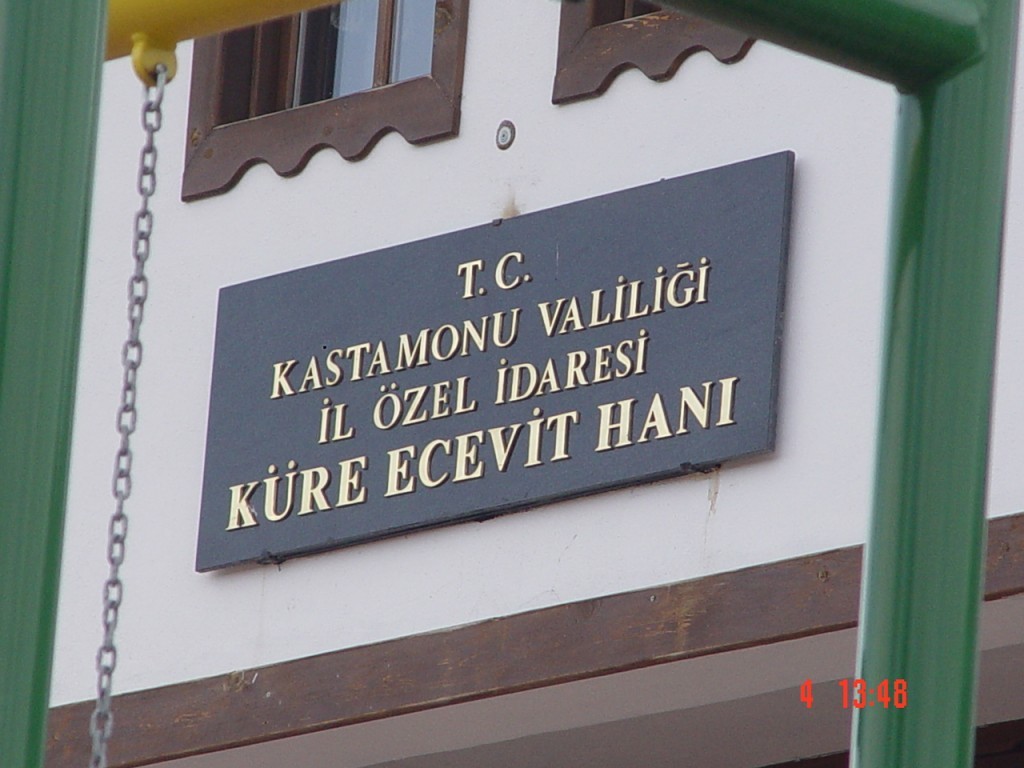 T.C.
KASTAMONU VALİLİĞİ
İL ÖZEL İDARESİ
KÜRE ECEVİT HANI
4 13:48